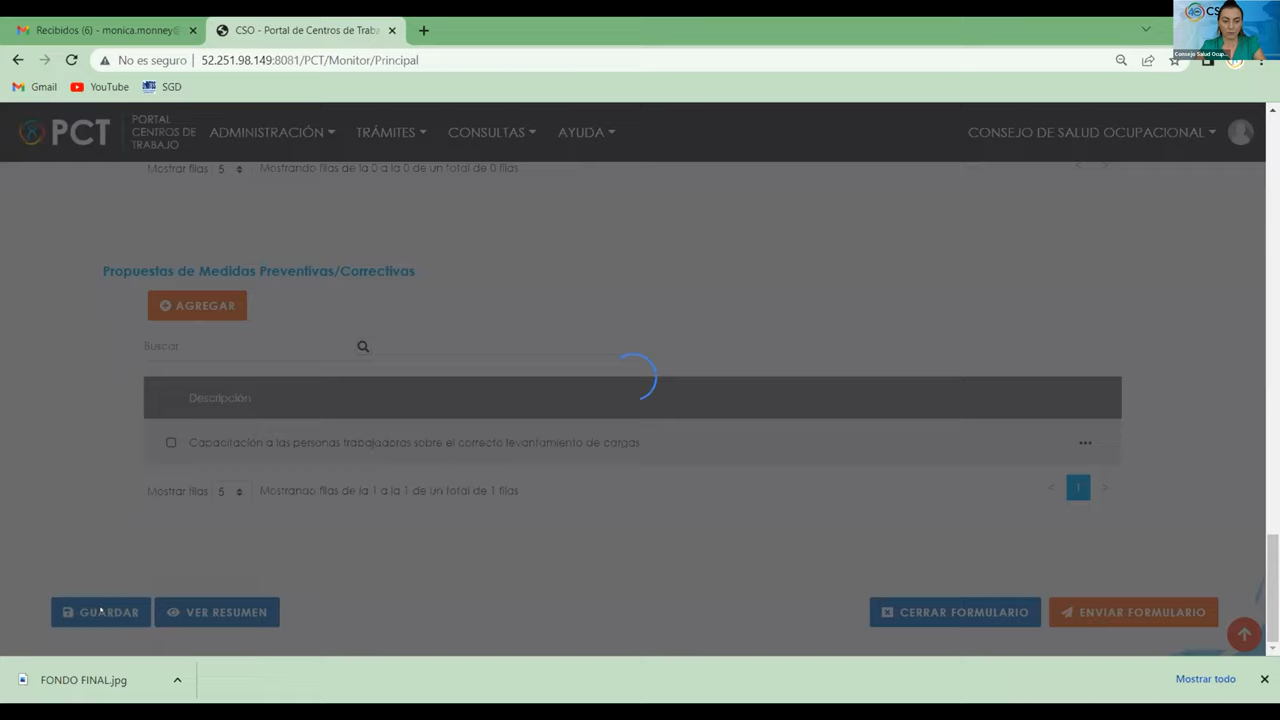 Recibidos (6) - monica.monney@
CSO - Portal de Centros de Traba
No es seguro
52.251.98.149:8081/PCT/Monitor/Principal
Gmail
YouTube
SGD
Consejo Salud Ocup...
PCT
PORTAL
CENTROS DE
TRABAJO
ADMINISTRACIÓN
TRÁMITES
CONSULTAS
AYUDA
CONSEJO DE SALUD OCUPACIONAL
Mostrar filas 5 Mostrando filas de la 0 a la 0 de un total de 0 filas < >
Propuestas de Medidas Preventivas/Correctivas
AGREGAR
Buscar
Descripción
Capacitación a las personas trabajadoras sobre el correcto levantamiento de cargas
Mostrar filas 5 Mostrando filas de la 1 a la 1 de un total de 1 filas < 1 >
GUARDAR
VER RESUMEN
CERRAR FORMULARIO
ENVIAR FORMULARIO
FONDO FINAL.jpg
Mostrar todo